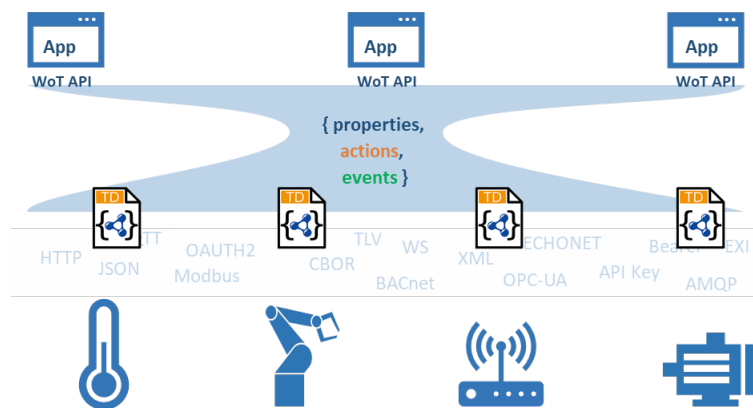 App
App
App
WoT API
WoT API
WoT API
{ properties,
actions,
events }
TD
TD
TD
TD
HTTP
JSON
OAUTH2
Modbus
TLV
CBOR
WS
BACnet
XML
ECHONET
OPC-UA
API Key
EXI
AMQP